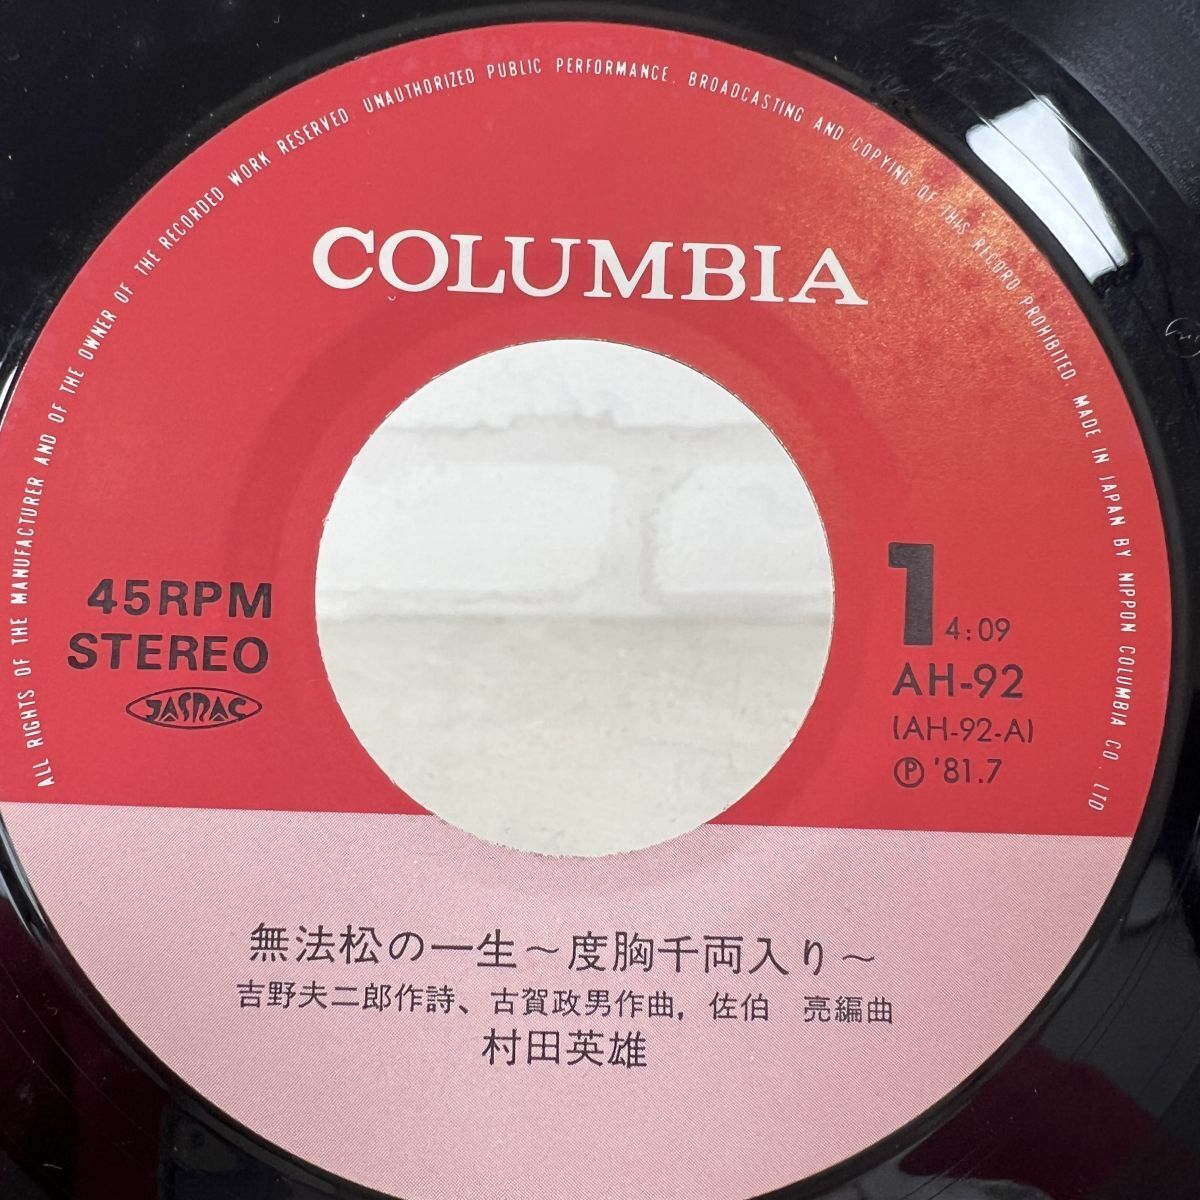 ALL RIGHTS OF THE MANUFACTURER AND OF THE OWNER OF THE RECORDED WORK RESERVED. UNAUTHORIZED PUBLIC PERFORMANCE, BROADCASTING AND COPYING OF THIS RECORD PROHIBITED. MADE IN JAPAN BY NIPPON COLUMBIA CO., LTD
COLUMBIA
45RPM
STEREO
JASRAC
1 4:09
AH-92
(AH-92-A)
Ⓟ '81.7
無法松の一生～度胸千両入り～
吉野夫二郎作詩、古賀政男作曲，佐伯　亮編曲
村田英雄